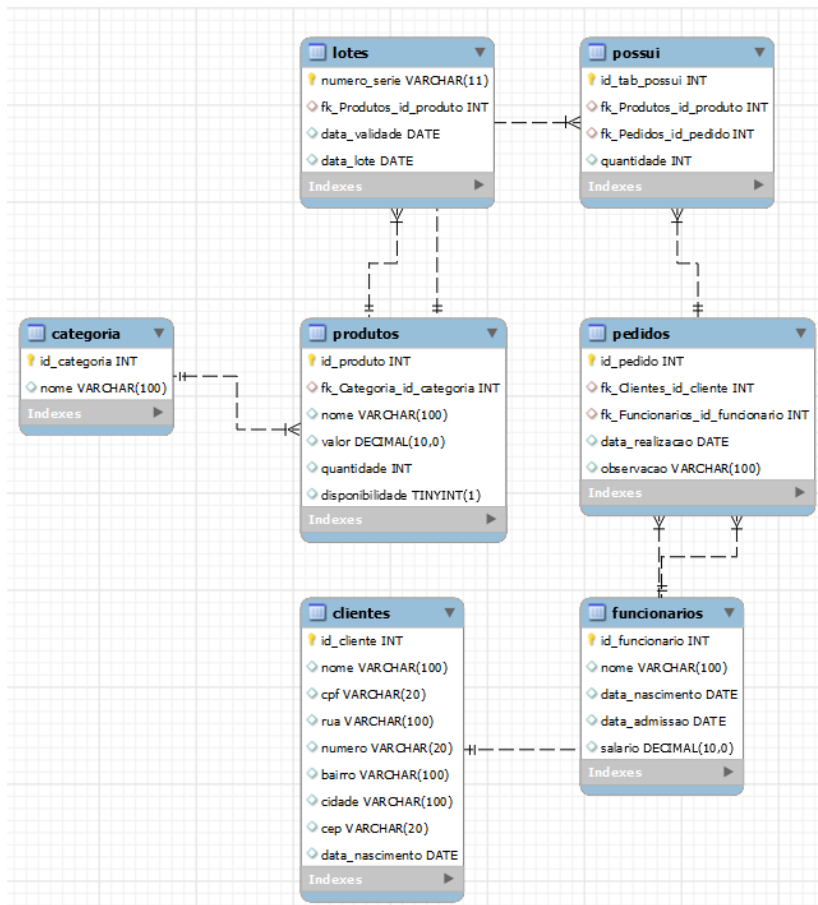 lotes
numero_serie VARCHAR(11)
fk_Produtos_id_produto INT
data_validade DATE
data_lote DATE
Indexes
possui
id_tab_possui INT
fk_Produtos_id_produto INT
fk_Pedidos_id_pedido INT
quantidade INT
Indexes
categoria
id_categoria INT
nome VARCHAR(100)
Indexes
produtos
id_produto INT
fk_Categoria_id_categoria INT
nome VARCHAR(100)
valor DECIMAL(10,0)
quantidade INT
disponibilidade TINYINT(1)
Indexes
pedidos
id_pedido INT
fk_Clientes_id_cliente INT
fk_Funcionarios_id_funcionario INT
data_realizacao DATE
observacao VARCHAR(100)
Indexes
clientes
id_cliente INT
nome VARCHAR(100)
cpf VARCHAR(20)
rua VARCHAR(100)
numero VARCHAR(20)
bairro VARCHAR(100)
cidade VARCHAR(100)
cep VARCHAR(20)
data_nascimento DATE
Indexes
funcionarios
id_funcionario INT
nome VARCHAR(100)
data_nascimento DATE
data_admissao DATE
salario DECIMAL(10,0)
Indexes